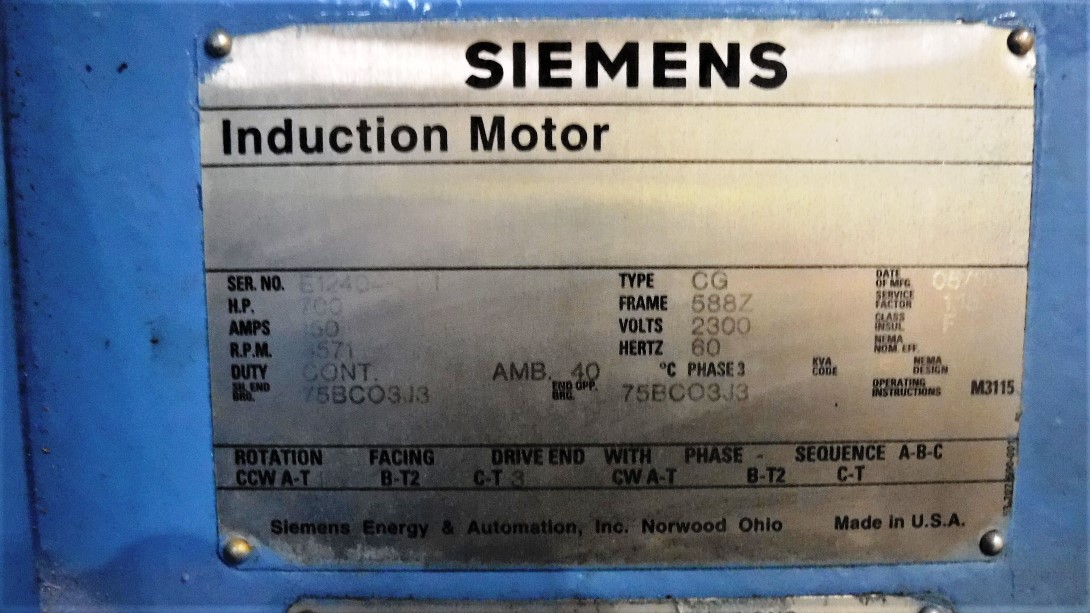 SIEMENS
Induction Motor
SER. NO. TYPE CG DATE OF MFG.
H.P. 700 FRAME 588Z SERVICE FACTOR
AMPS VOLTS 2300 CLASS INSUL. F
R.P.M. HERTZ 60 NEMA NOM. EFF.
DUTY CONT. AMB. 40 °C PHASE 3 KVA CODE NEMA DESIGN
SH. END BRG. 75BCO3J3 END OPP. BRG. 75BCO3J3 OPERATING INSTRUCTIONS M3115
ROTATION FACING DRIVE END WITH PHASE - SEQUENCE A-B-C
CCW A-T B-T2 C-T 3 CW A-T B-T2 C-T
Siemens Energy & Automation, Inc. Norwood Ohio Made in U.S.A.